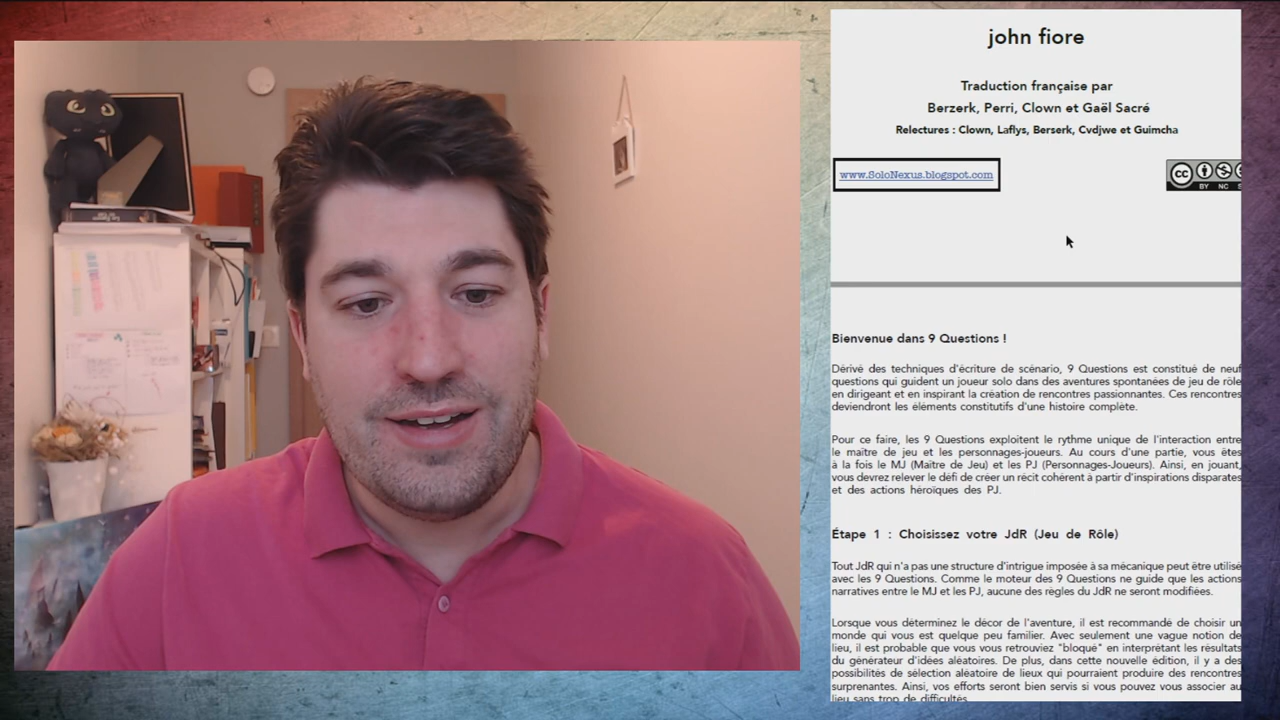 john fiore
Traduction française par
Berzerk, Perri, Clown et Gaël Sacré
Relectures : Clown, Laflys, Berserk, Cvdjwe et Guimcha
www.SoloNexus.blogspot.com
cc
BY NC
Bienvenue dans 9 Questions !
Dérivé des techniques d'écriture de scénario, 9 Questions est constitué de neuf
questions qui guident un joueur solo dans des aventures spontanées de jeu de rôle
en dirigeant et en inspirant la création de rencontres passionnantes. Ces rencontres
deviendront les éléments constitutifs d'une histoire complète.
Pour ce faire, les 9 Questions exploitent le rythme unique de l'interaction entre
le maître de jeu et les personnages-joueurs. Au cours d'une partie, vous êtes
à la fois le MJ (Maître de Jeu) et les PJ (Personnages-Joueurs). Ainsi, en jouant,
vous devrez relever le défi de créer un récit cohérent à partir d'inspirations disparates
et des actions héroïques des PJ.
Étape 1 : Choisissez votre JdR (Jeu de Rôle)
Tout JdR qui n'a pas une structure d'intrigue imposée à sa mécanique peut être utilisé
avec les 9 Questions. Comme le moteur des 9 Questions ne guide que les actions
narratives entre le MJ et les PJ, aucune des règles du JdR ne seront modifiées.
Lorsque vous déterminez le décor de l'aventure, il est recommandé de choisir un
monde qui vous est quelque peu familier. Avec seulement une vague notion de
lieu, il est probable que vous vous retrouviez "bloqué" en interprétant les résultats
du générateur d'idées aléatoires. De plus, dans cette nouvelle édition, il y a des
possibilités de sélection aléatoire de lieux qui pourraient produire des rencontres
surprenantes. Ainsi, vos efforts seront bien servis si vous pouvez vous associer au
lieu sans trop de difficultés.